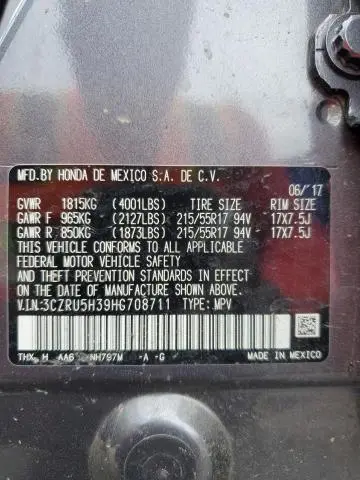 MFD.BY HONDA DE MEXICO S.A. DE C.V.
06/'17
GVWR 1815KG (4001LBS) TIRE SIZE RIM SIZE
GAWR F 965KG (2127LBS) 215/55R17 94V 17X7.5J
GAWR R 850KG (1873LBS) 215/55R17 94V 17X7.5J
THIS VEHICLE CONFORMS TO ALL APPLICABLE
FEDERAL MOTOR VEHICLE SAFETY AND THEFT
PREVENTION STANDARDS IN EFFECT ON THE
DATE OF MANUFACTURE SHOWN ABOVE.
V.I.N:3CZRU5H39HG708711 TYPE:MPV
THX H AA6 NH797M -A -G MADE IN MEXICO